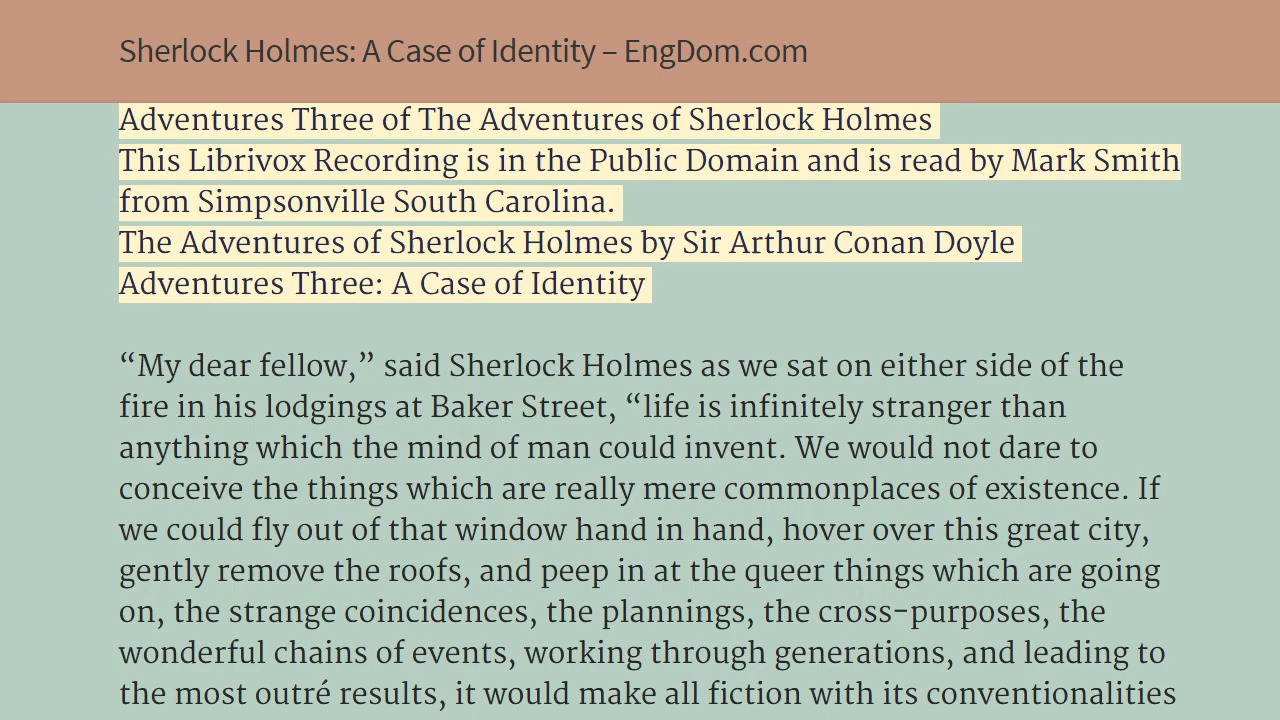 Sherlock Holmes: A Case of Identity – EngDom.com
Adventures Three of The Adventures of Sherlock Holmes
This Librivox Recording is in the Public Domain and is read by Mark Smith
from Simpsonville South Carolina.
The Adventures of Sherlock Holmes by Sir Arthur Conan Doyle
Adventures Three: A Case of Identity
“My dear fellow,” said Sherlock Holmes as we sat on either side of the
fire in his lodgings at Baker Street, “life is infinitely stranger than
anything which the mind of man could invent. We would not dare to
conceive the things which are really mere commonplaces of existence. If
we could fly out of that window hand in hand, hover over this great city,
gently remove the roofs, and peep in at the queer things which are going
on, the strange coincidences, the plannings, the cross-purposes, the
wonderful chains of events, working through generations, and leading to
the most outré results, it would make all fiction with its conventionalities